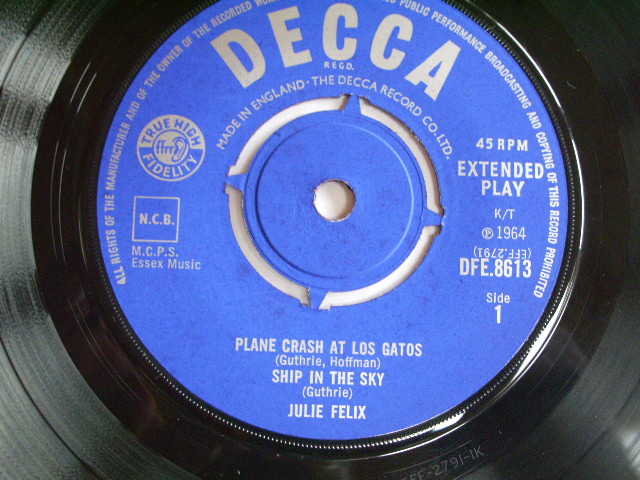 ALL RIGHTS OF THE MANUFACTURER AND OF THE OWNER OF THE RECORDED WORK
PUBLIC PERFORMANCE BROADCASTING AND COPYING OF THIS RECORD PROHIBITED
DECCA
REGD.
MADE IN ENGLAND · THE DECCA RECORD CO. LTD.
TRUE HIGH
ffrr
FIDELITY
45 RPM
EXTENDED
PLAY
N.C.B.
K/T
Ⓟ 1964
M.C.P.S.
Essex Music
(EFF.2791)
DFE.8613
Side
1
PLANE CRASH AT LOS GATOS
(Guthrie, Hoffman)
SHIP IN THE SKY
(Guthrie)
JULIE FELIX
EFF-2791-1K